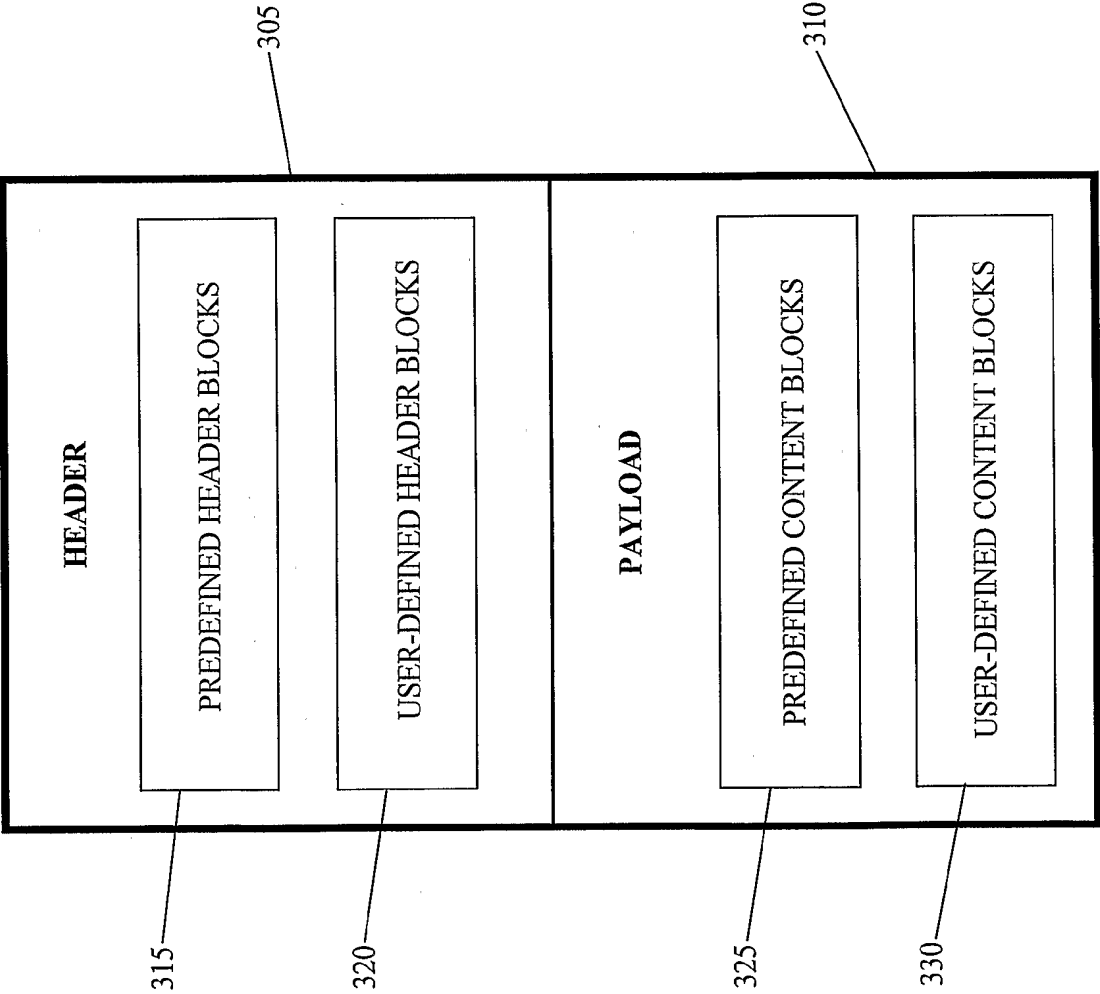 HEADER
305
PREDEFINED HEADER BLOCKS
315
USER-DEFINED HEADER BLOCKS
320
PAYLOAD
310
PREDEFINED CONTENT BLOCKS
325
USER-DEFINED CONTENT BLOCKS
330